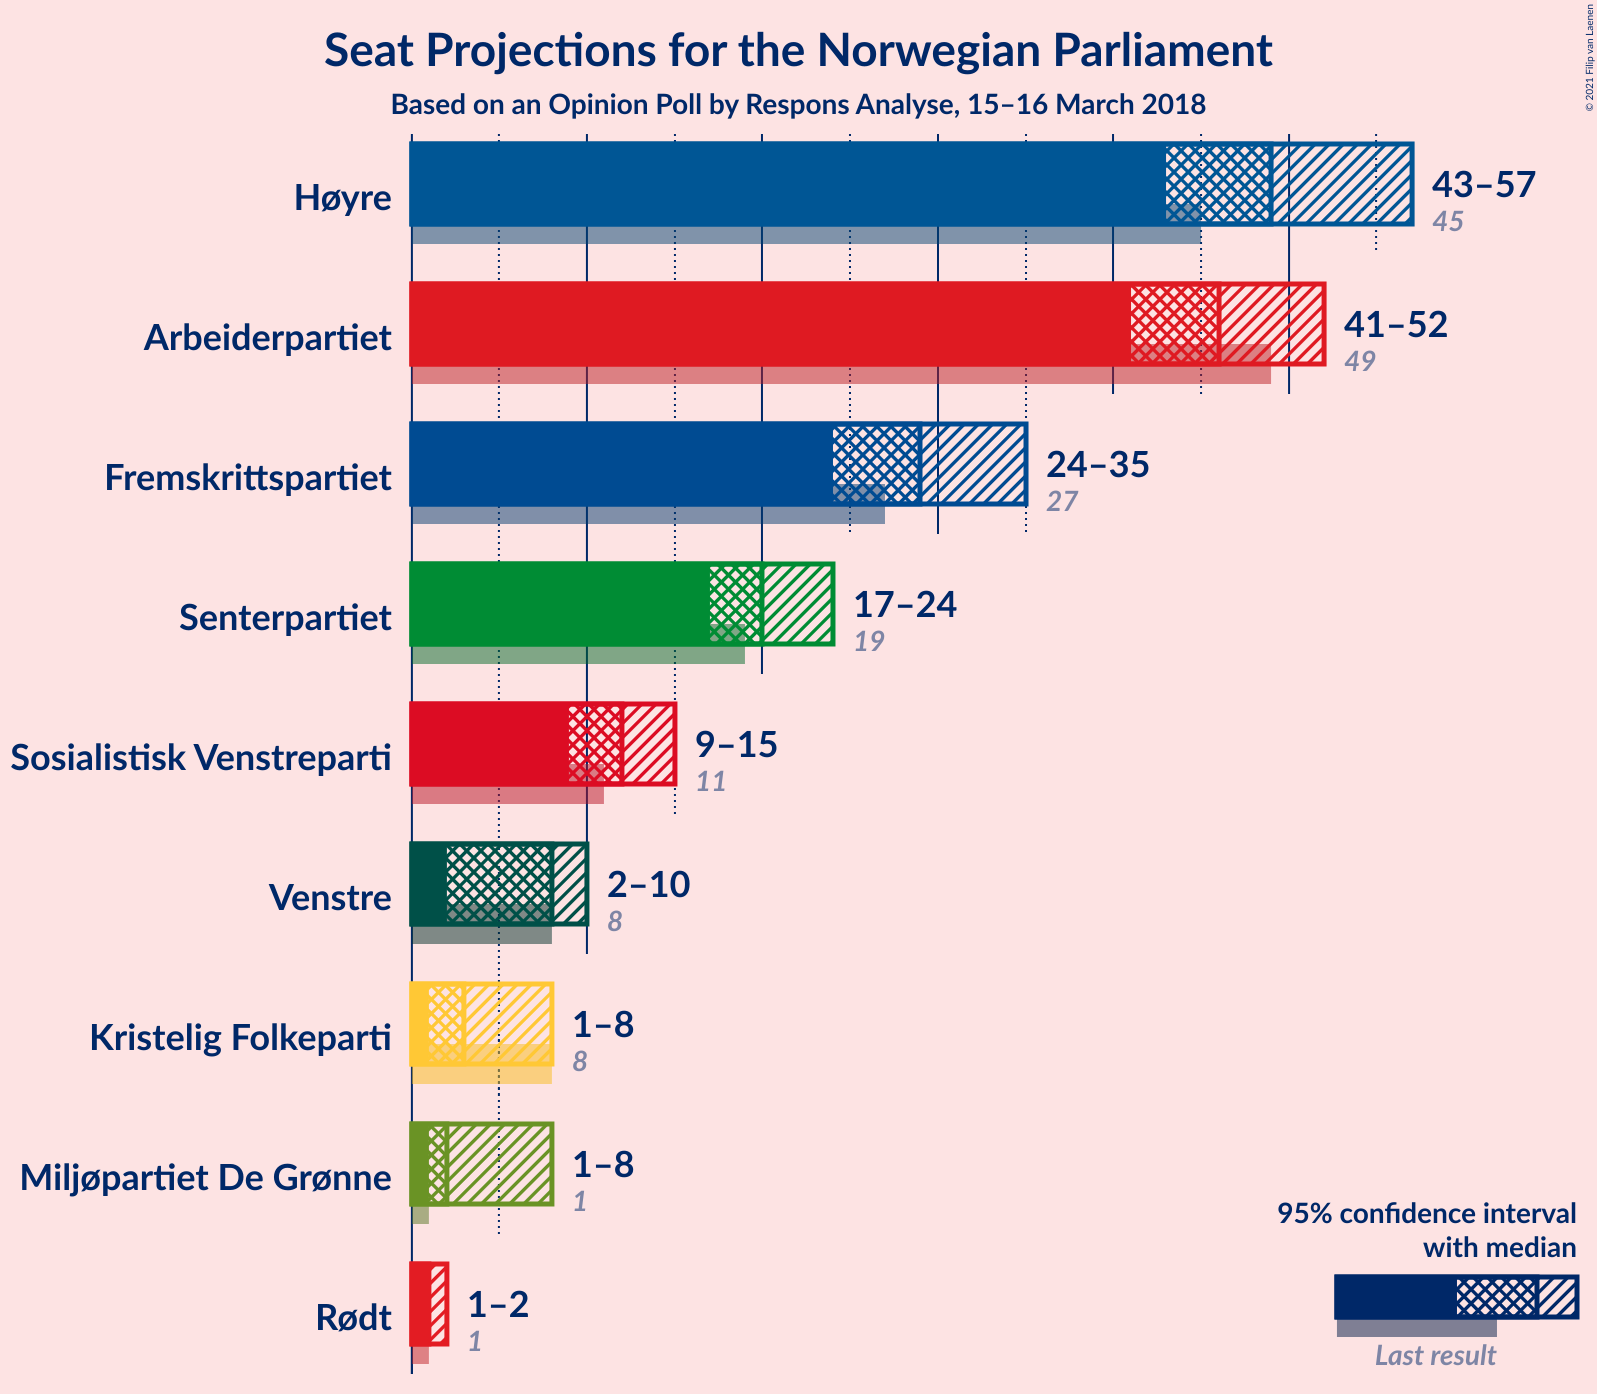 Seat Projections for the Norwegian Parliament
Based on an Opinion Poll by Respons Analyse, 15–16 March 2018
© 2021 Filip van Laenen
Høyre
43–57
45
Arbeiderpartiet
41–52
49
Fremskrittspartiet
24–35
27
Senterpartiet
17–24
19
Sosialistisk Venstreparti
9–15
11
Venstre
2–10
8
Kristelig Folkeparti
1–8
8
Miljøpartiet De Grønne
1–8
1
Rødt
1–2
1
95% confidence interval
with median
Last result